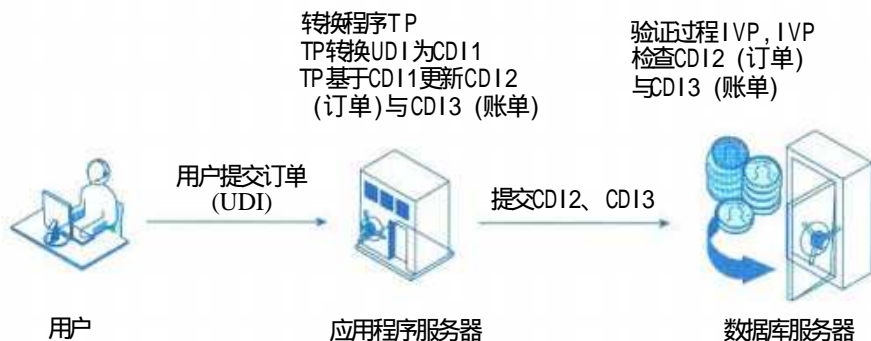 转换程序TP
TP转换UDI为CDI1
TP基于CDI1更新CDI2
(订单)与CDI3 (账单)
验证过程IVP,IVP
检查CDI2 (订单)
与CDI3 (账单)
用户提交订单
(UDI)
提交CDI2、CDI3
用户
应用程序服务器
数据库服务器